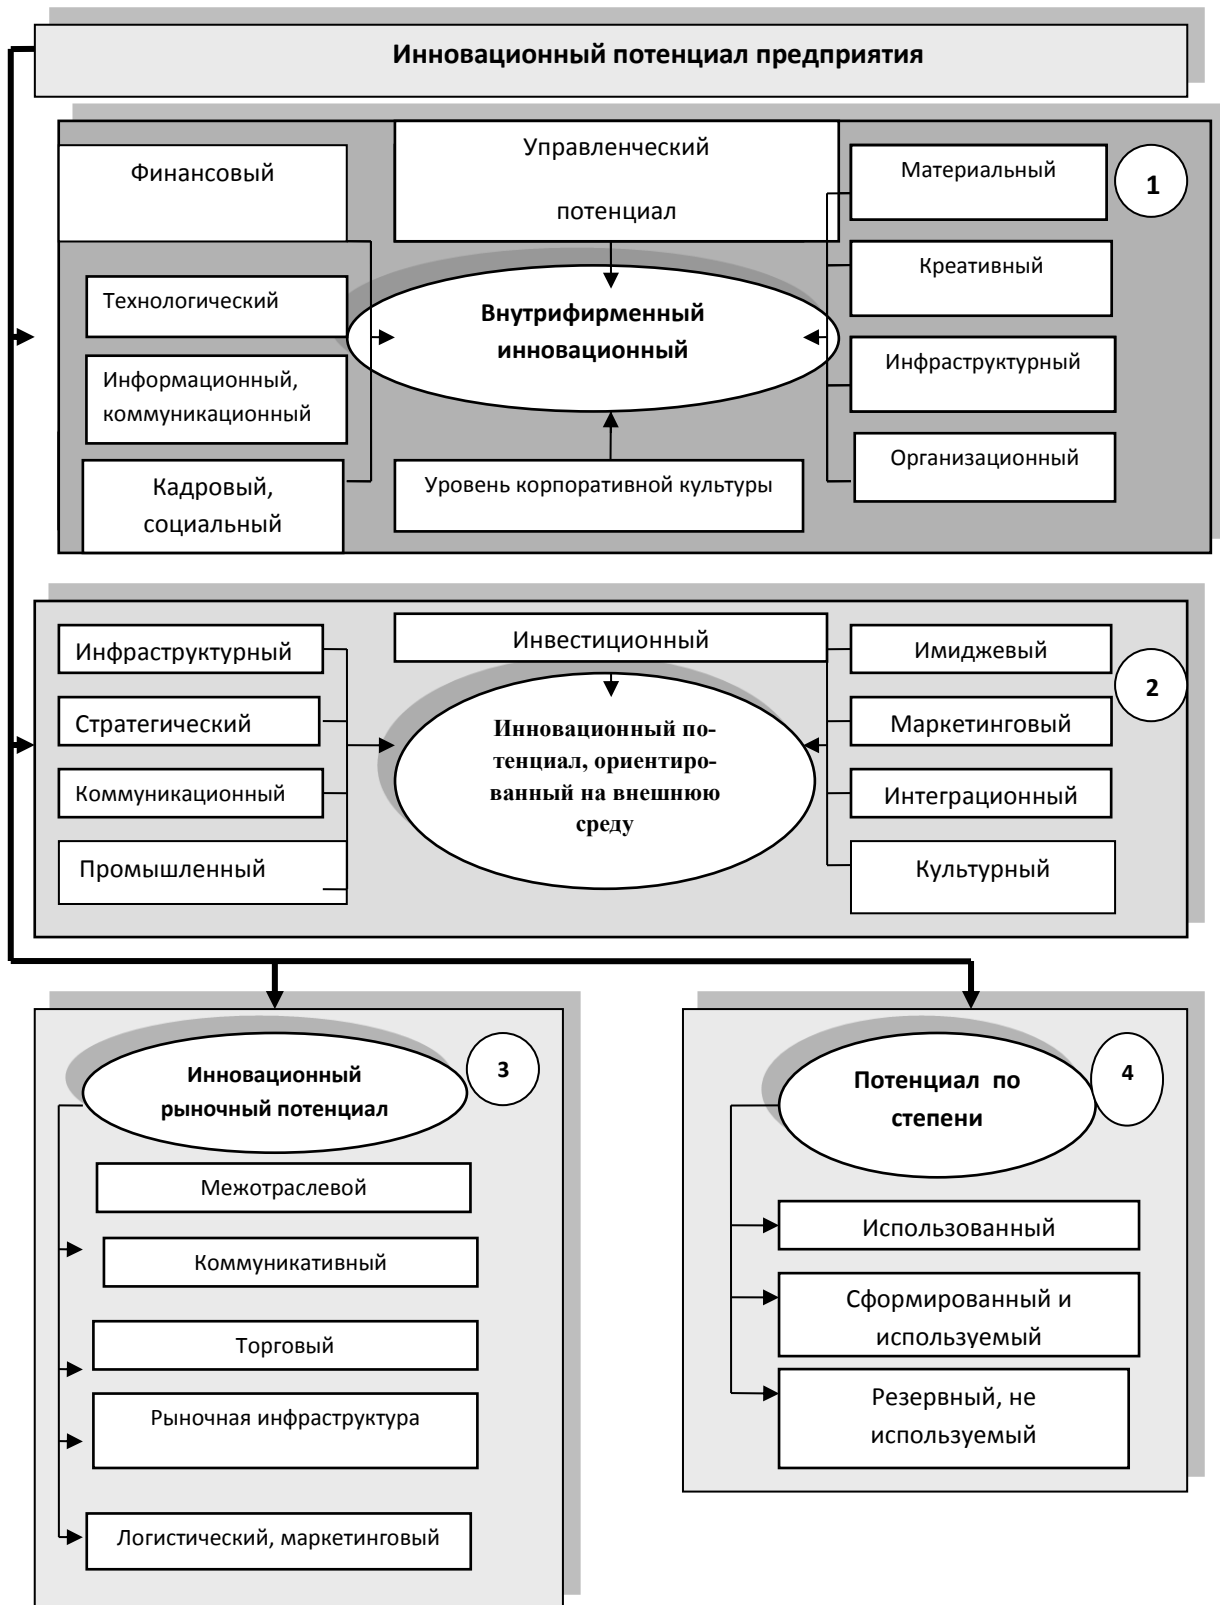 Инновационный потенциал предприятия
Финансовый
Управленческий
потенциал
Материальный
1
Технологический
Креативный
Внутрифирменный
инновационный
Информационный,
коммуникационный
Инфраструктурный
Кадровый,
социальный
Уровень корпоративной культуры
Организационный
Инфраструктурный
Инвестиционный
Имиджевый
2
Стратегический
Маркетинговый
Инновационный по-
тенциал, ориентиро-
ванный на внешнюю
среду
Коммуникационный
Интеграционный
Промышленный
Культурный
Инновационный
рыночный потенциал
3
Межотраслевой
Коммуникативный
Торговый
Рыночная инфраструктура
Логистический, маркетинговый
Потенциал по
степени
4
Использованный
Сформированный и
используемый
Резервный, не
используемый